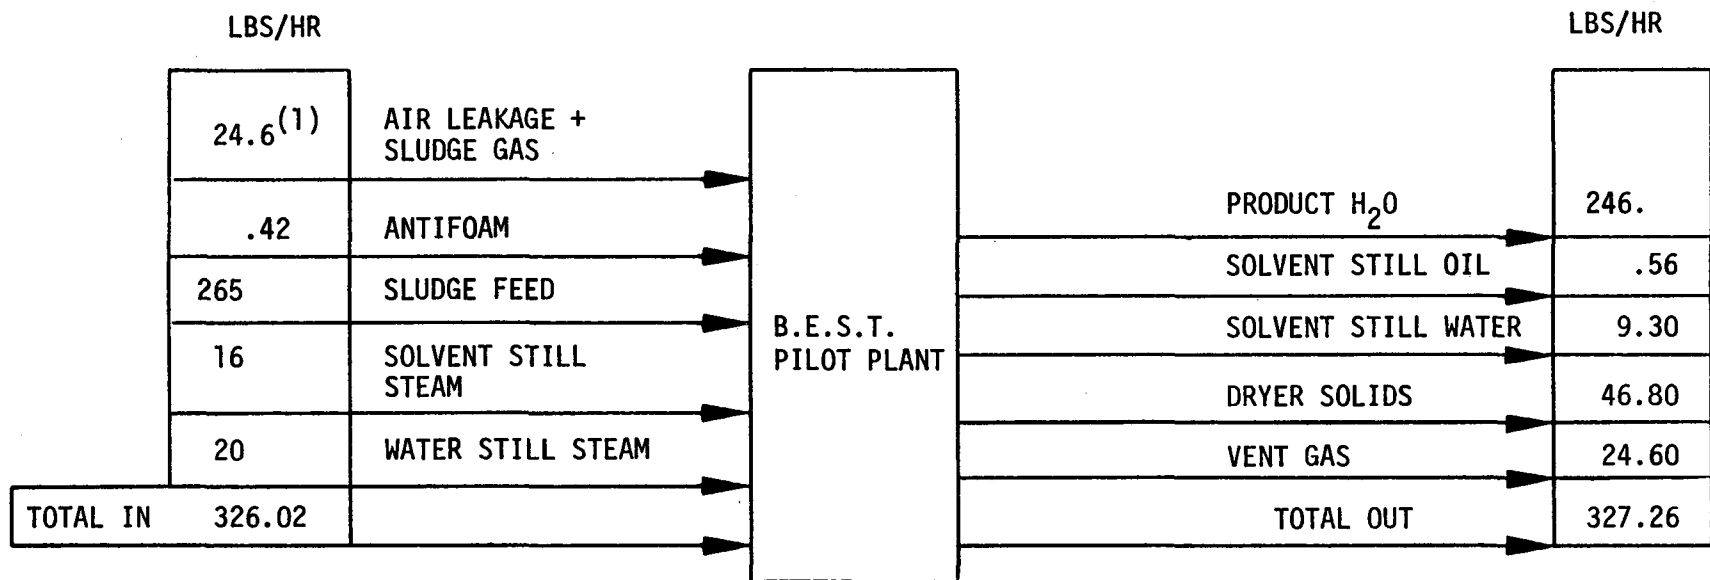 LBS/HR
LBS/HR
24.6(1)
AIR LEAKAGE +
SLUDGE GAS
.42
ANTIFOAM
265
SLUDGE FEED
16
SOLVENT STILL
STEAM
20
WATER STILL STEAM
TOTAL IN 326.02
B.E.S.T.
PILOT PLANT
PRODUCT H2O
246.
SOLVENT STILL OIL
.56
SOLVENT STILL WATER
9.30
DRYER SOLIDS
46.80
VENT GAS
24.60
TOTAL OUT
327.26